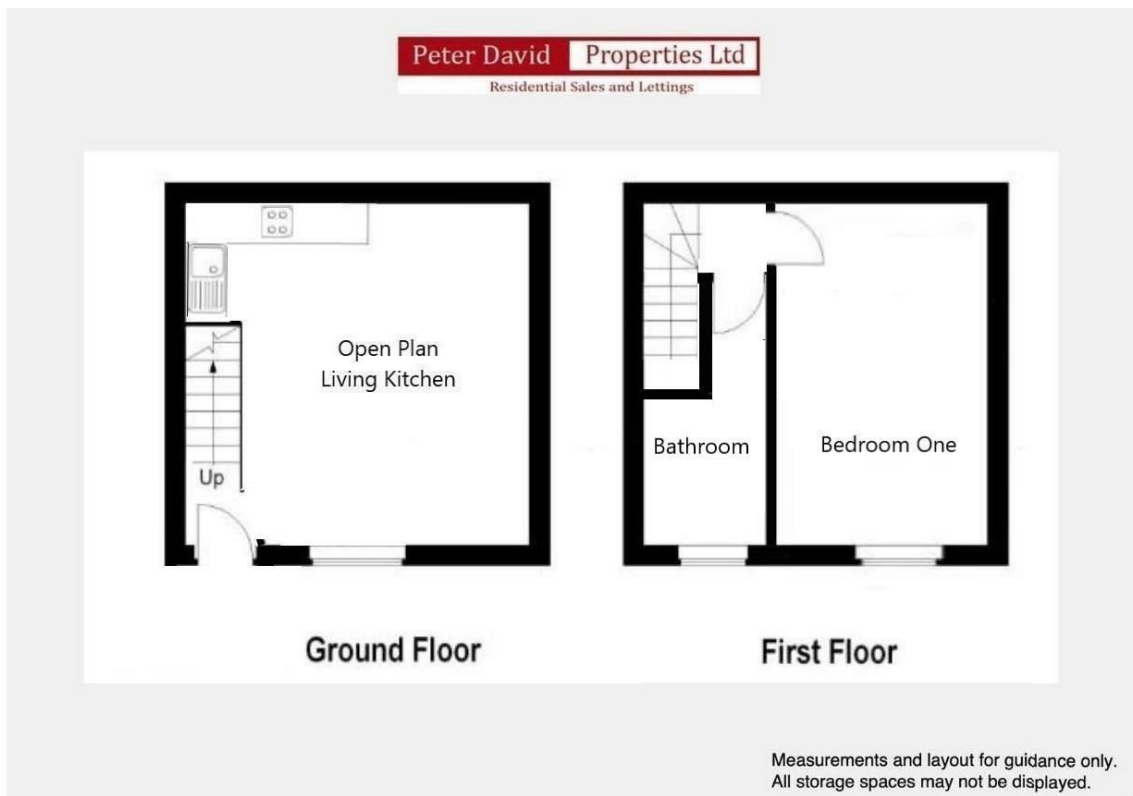 Peter David Properties Ltd
Residential Sales and Lettings
Open Plan
Living Kitchen
Up
Bathroom
Bedroom One
Ground Floor
First Floor
Measurements and layout for guidance only.
All storage spaces may not be displayed.